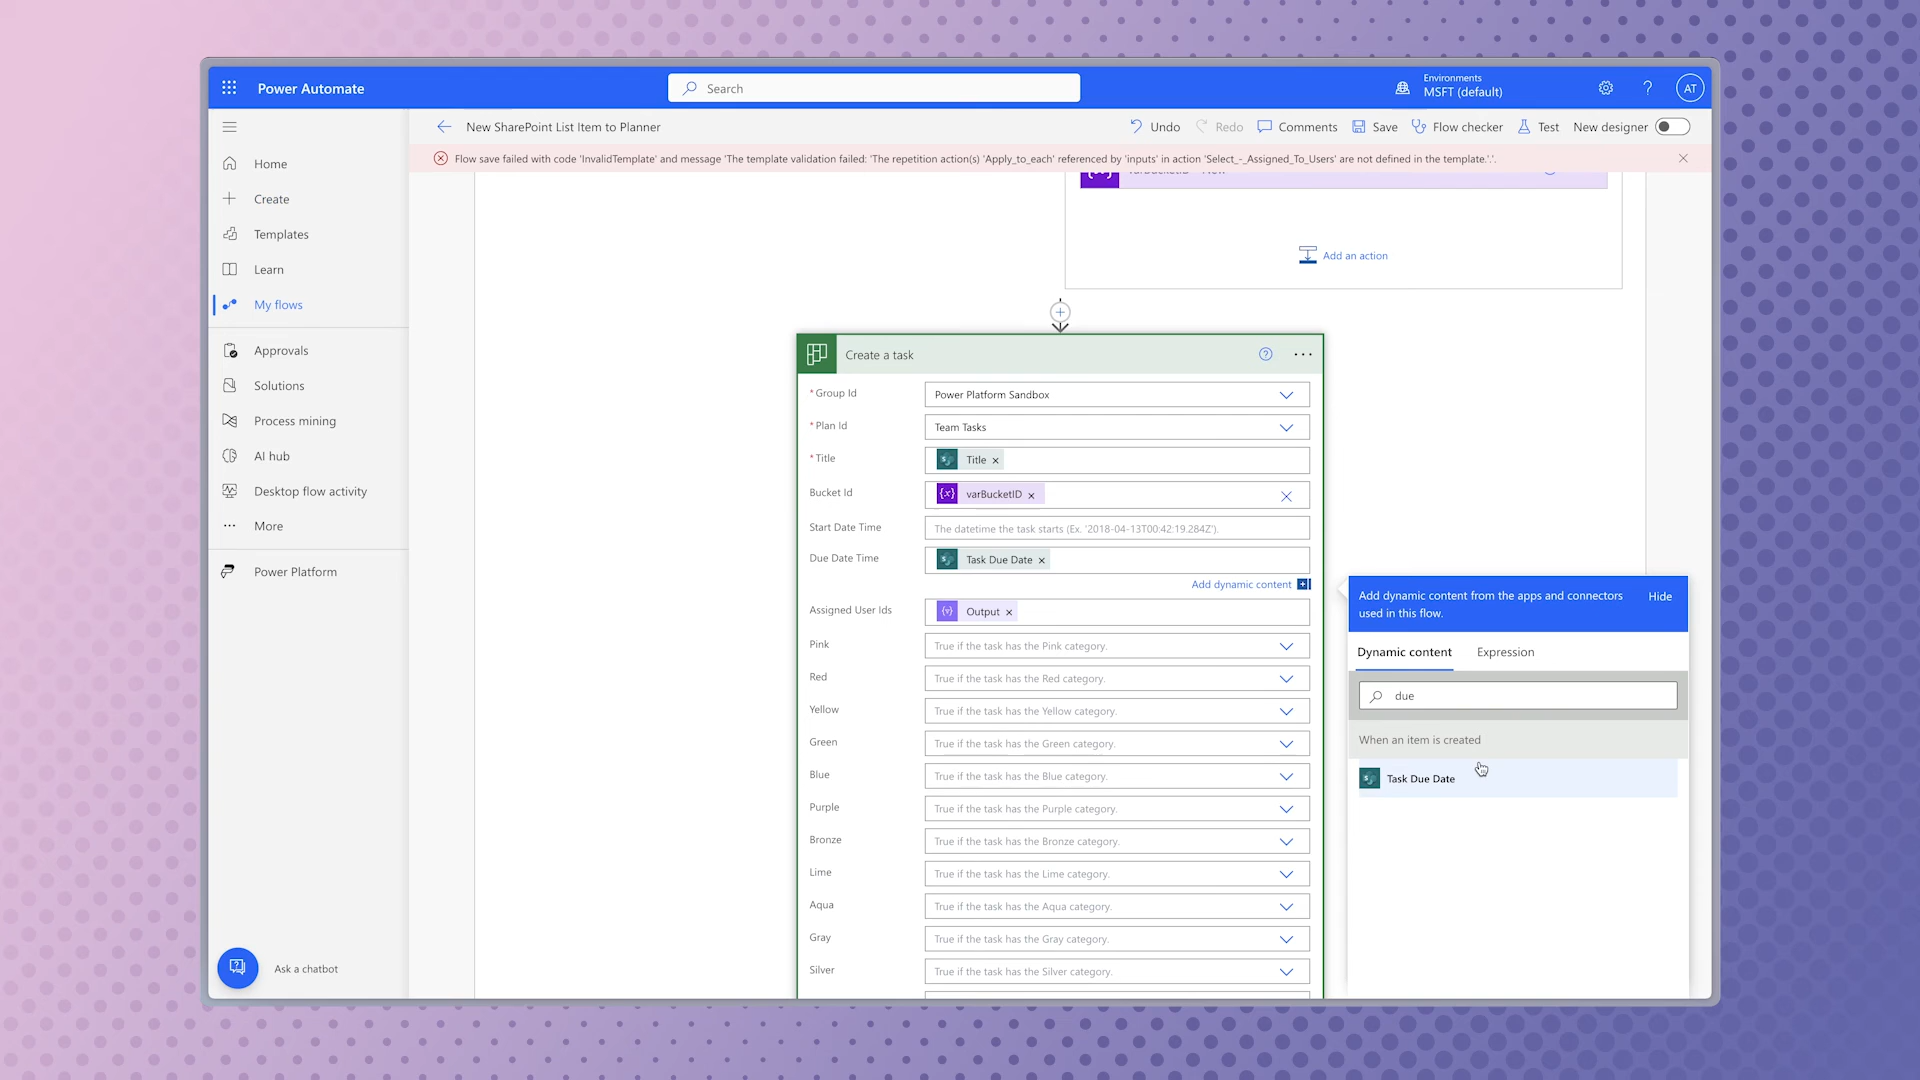 Power Automate
Search
Environments
MSFT (default)
AT
New SharePoint List Item to Planner
Undo
Redo
Comments
Save
Flow checker
Test
New designer
Flow save failed with code 'InvalidTemplate' and message 'The template validation failed: 'The repetition action(s) 'Apply_to_each' referenced by 'inputs' in action 'Select_-_Assigned_To_Users' are not defined in the template.'.'.
Home
Create
Templates
Learn
My flows
Approvals
Solutions
Process mining
AI hub
Desktop flow activity
More
Power Platform
Ask a chatbot
Add an action
Create a task
* Group Id
Power Platform Sandbox
* Plan Id
Team Tasks
* Title
Title
Bucket Id
{x} varBucketID
Start Date Time
The datetime the task starts (Ex. '2018-04-13T00:42:19.284Z').
Due Date Time
Task Due Date
Add dynamic content
Assigned User Ids
Output
Pink
True if the task has the Pink category.
Red
True if the task has the Red category.
Yellow
True if the task has the Yellow category.
Green
True if the task has the Green category.
Blue
True if the task has the Blue category.
Purple
True if the task has the Purple category.
Bronze
True if the task has the Bronze category.
Lime
True if the task has the Lime category.
Aqua
True if the task has the Aqua category.
Gray
True if the task has the Gray category.
Silver
True if the task has the Silver category.
Add dynamic content from the apps and connectors
used in this flow.
Hide
Dynamic content
Expression
due
When an item is created
Task Due Date